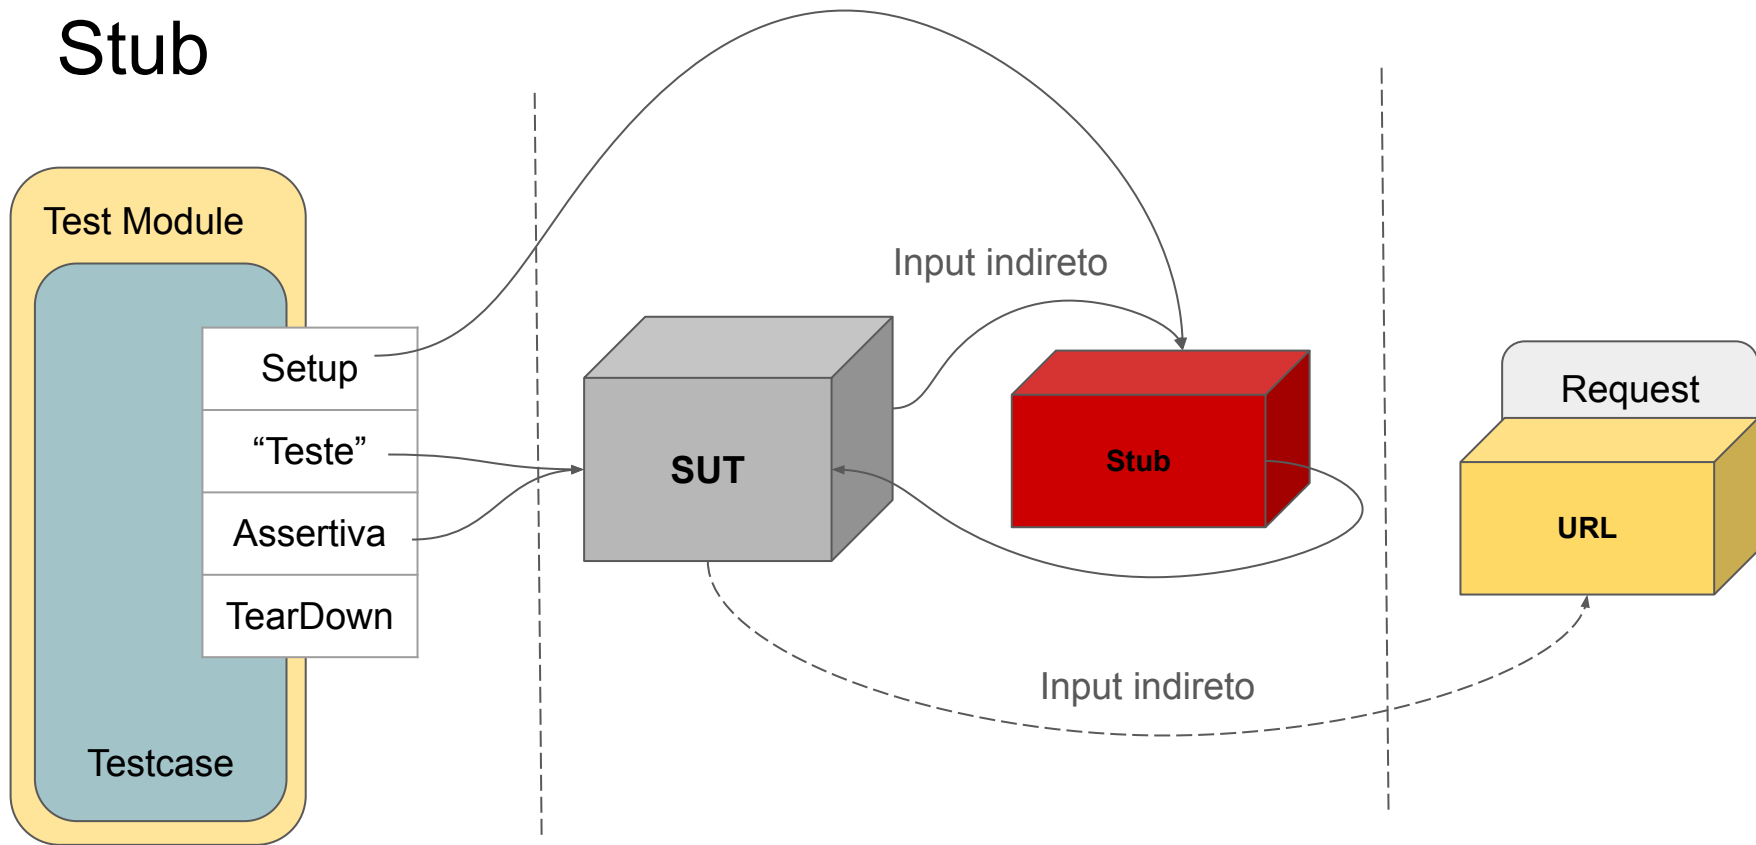 Stub
Test Module
Setup
“Teste”
Assertiva
TearDown
Testcase
Input indireto
SUT
Stub
Request
URL
Input indireto